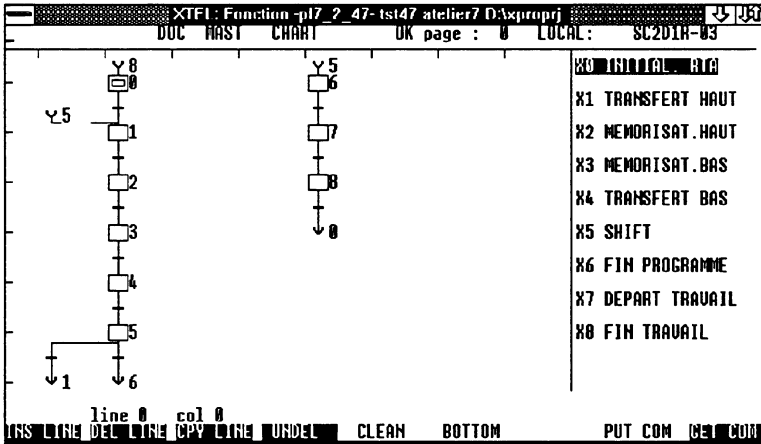 XTFL: Fonction -pl7_2_47- tst47 atelier7 D:\xproprj
DOC MAST CHART OK page : 0 LOCAL: SC2D1R-03
8
5
X0 INITIAL. RTA
0
6
X1 TRANSFERT HAUT
5
1
7
X2 MEMORISAT.HAUT
X3 MEMORISAT.BAS
2
8
X4 TRANSFERT BAS
3
0
X5 SHIFT
X6 FIN PROGRAMME
4
X7 DEPART TRAVAIL
5
X8 FIN TRAVAIL
1
6
line 0 col 0
INS LINE DEL LINE CPY LINE UNDEL CLEAN BOTTOM PUT COM GET COM